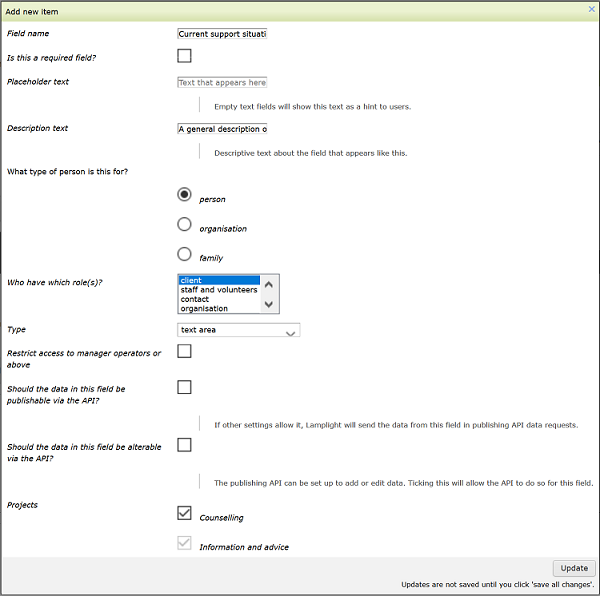 Add new item
Field name
Current support situati
Is this a required field?
Placeholder text
Text that appears here
Empty text fields will show this text as a hint to users.
Description text
A general description o
Descriptive text about the field that appears like this.
What type of person is this for?
person
organisation
family
Who have which role(s)?
client
staff and volunteers
contact
organisation
Type
text area
Restrict access to manager operators or
above
Should the data in this field be
publishable via the API?
If other settings allow it, Lamplight will send the data from this field in publishing API data requests.
Should the data in this field be alterable
via the API?
The publishing API can be set up to add or edit data. Ticking this will allow the API to do so for this field.
Projects
Counselling
Information and advice
Update
Updates are not saved until you click 'save all changes'.